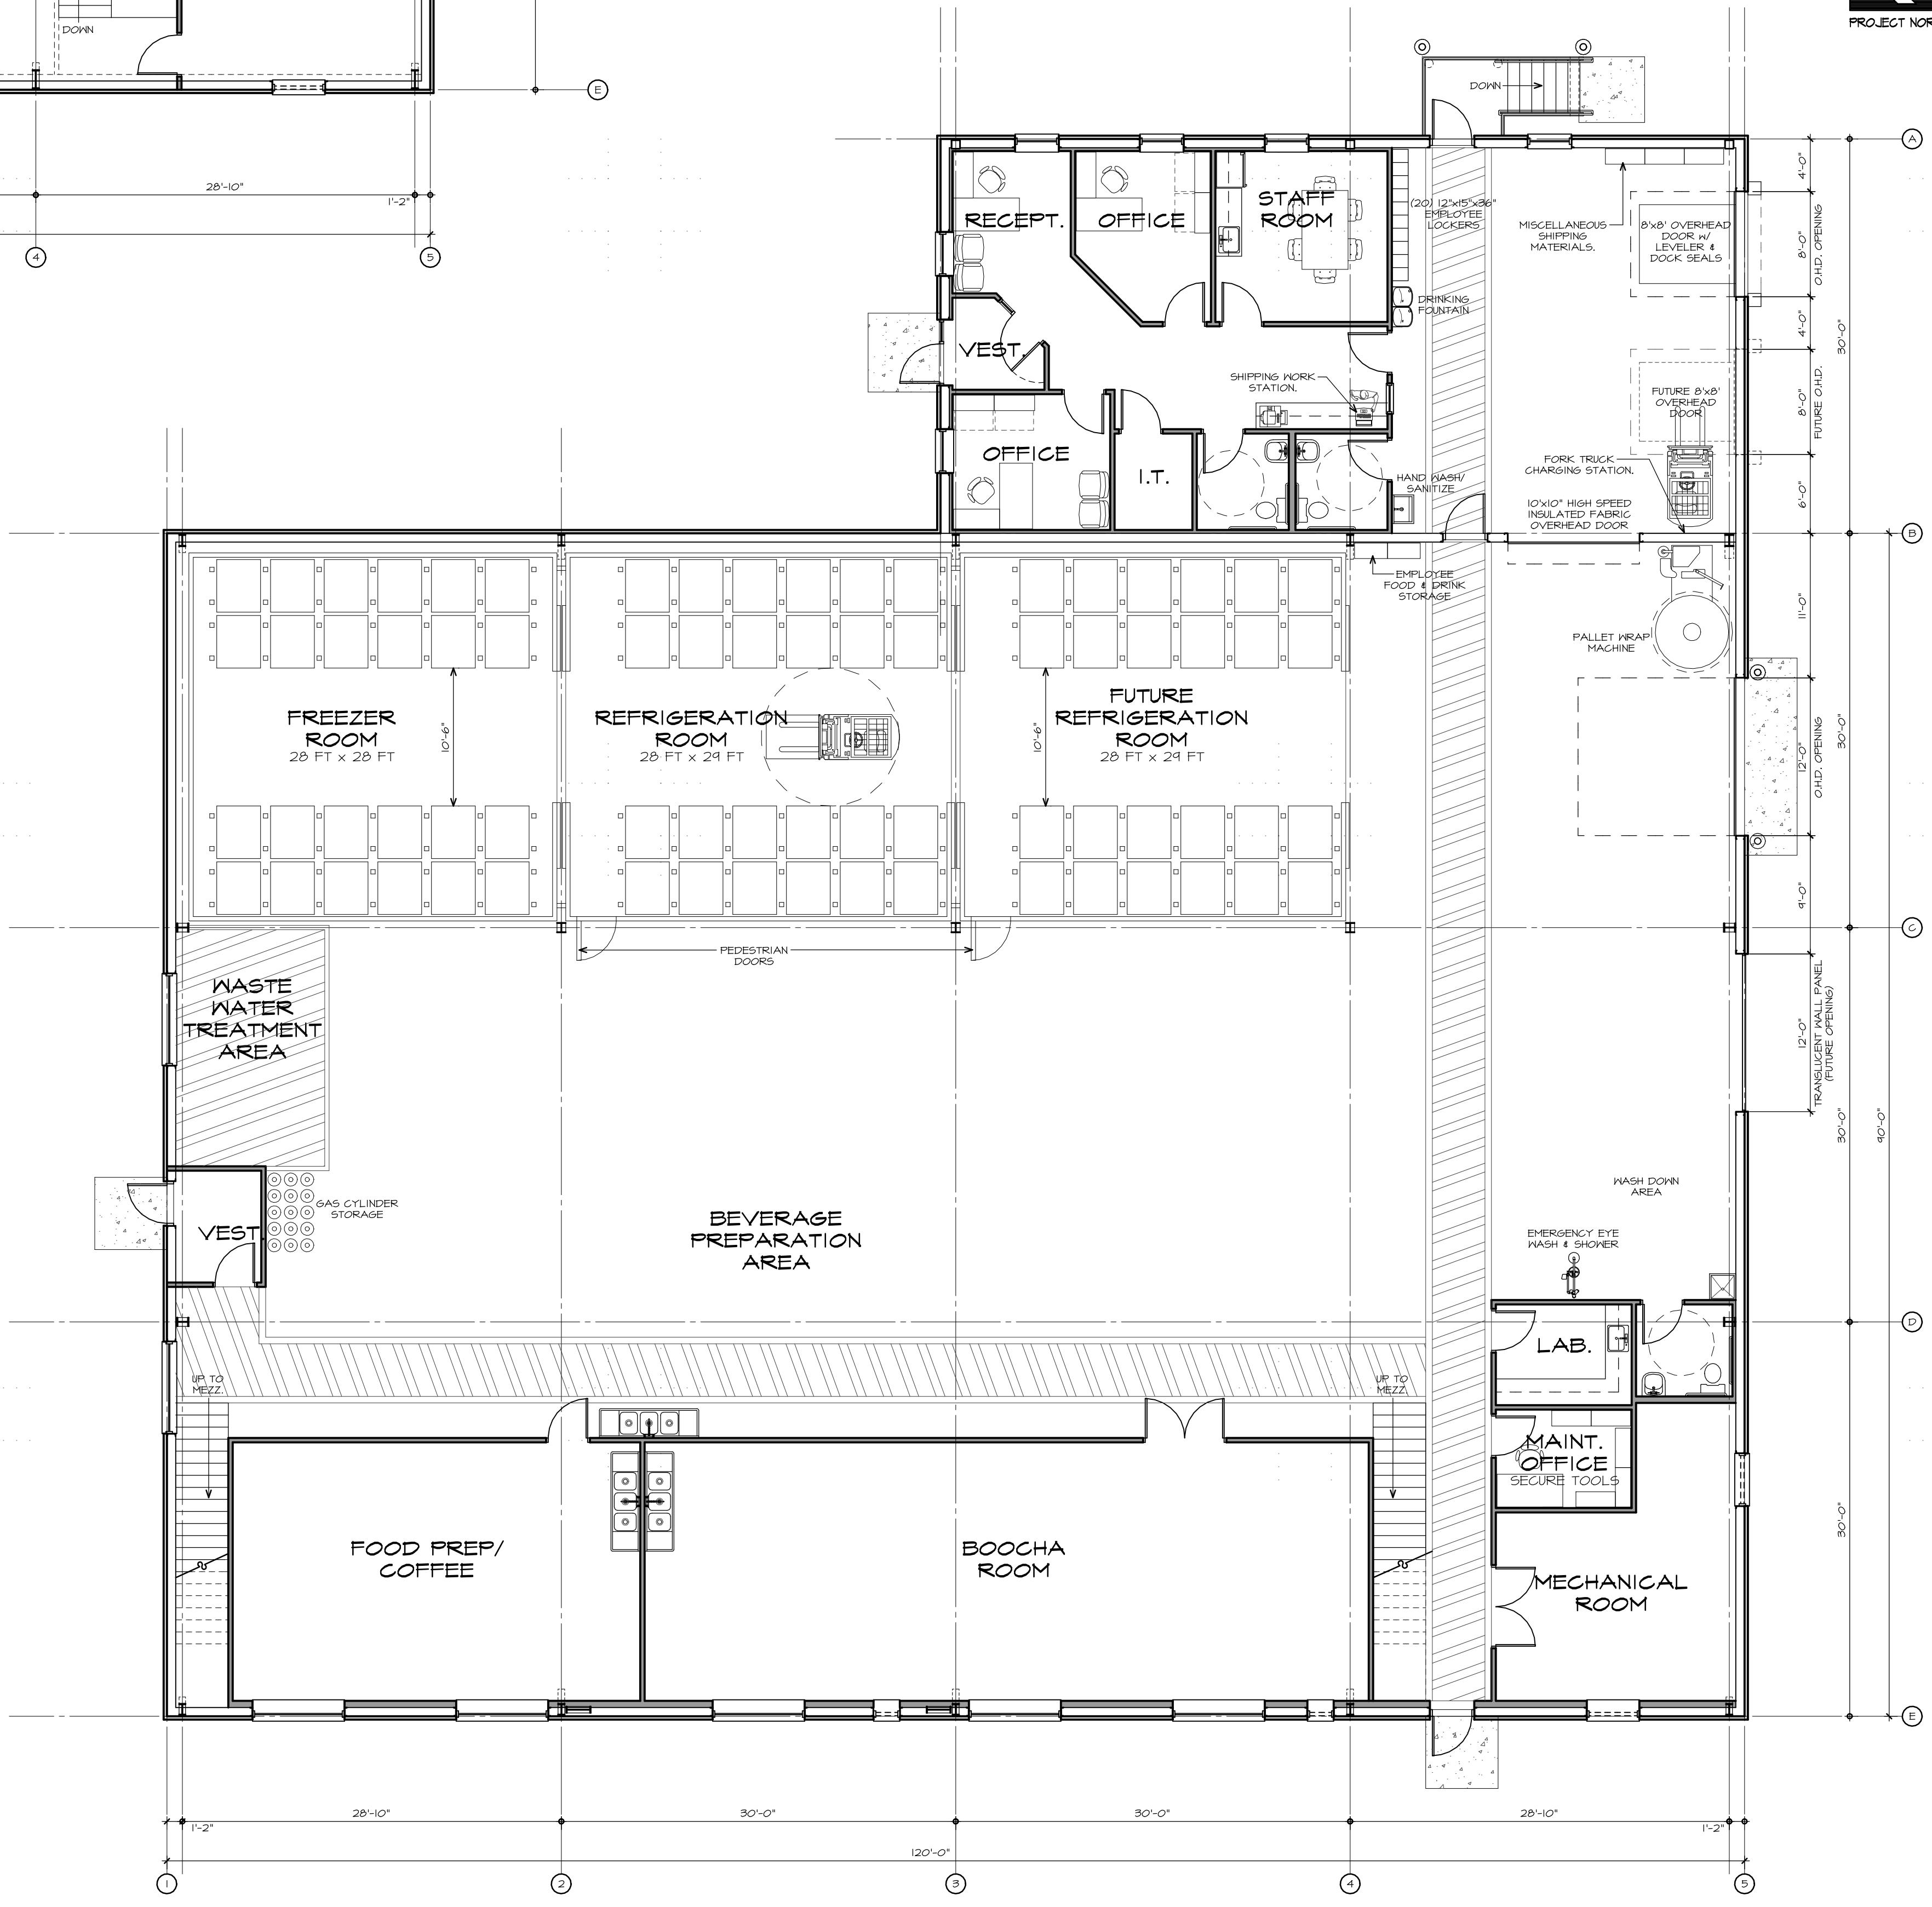 PROJECT NOR
DOWN
E
28'-10"
1'-2"
4
5
DOWN
A
RECEPT.
OFFICE
STAFF
ROOM
(20) 12"x15"x36"
EMPLOYEE
LOCKERS
MISCELLANEOUS
SHIPPING
MATERIALS.
8'x8' OVERHEAD
DOOR w/
LEVELER &
DOCK SEALS
4'-0"
8'-0"
O.H.D. OPENING
4'-0"
30'-0"
DRINKING
FOUNTAIN
VEST.
SHIPPING WORK
STATION.
FUTURE 8'x8'
OVERHEAD
DOOR
8'-0"
FUTURE O.H.D.
OFFICE
I.T.
HAND WASH/
SANITIZE
FORK TRUCK
CHARGING STATION.
10'x10" HIGH SPEED
INSULATED FABRIC
OVERHEAD DOOR
6'-0"
B
EMPLOYEE
FOOD & DRINK
STORAGE
11'-0"
PALLET WRAP
MACHINE
FREEZER
ROOM
28 FT x 28 FT
10'-6"
REFRIGERATION
ROOM
28 FT x 29 FT
10'-6"
FUTURE
REFRIGERATION
ROOM
28 FT x 29 FT
12'-0"
O.H.D. OPENING
30'-0"
9'-0"
C
PEDESTRIAN
DOORS
WASTE
WATER
TREATMENT
AREA
12'-0"
TRANSLUCENT WALL PANEL
(FUTURE OPENING)
30'-0"
90'-0"
GAS CYLINDER
STORAGE
VEST.
BEVERAGE
PREPARATION
AREA
WASH DOWN
AREA
EMERGENCY EYE
WASH & SHOWER
D
LAB.
UP TO
MEZZ.
UP TO
MEZZ.
MAINT.
OFFICE
SECURE TOOLS
30'-0"
FOOD PREP/
COFFEE
BOOCHA
ROOM
MECHANICAL
ROOM
E
28'-10"
30'-0"
30'-0"
28'-10"
1'-2"
1'-2"
120'-0"
1
2
3
4
5